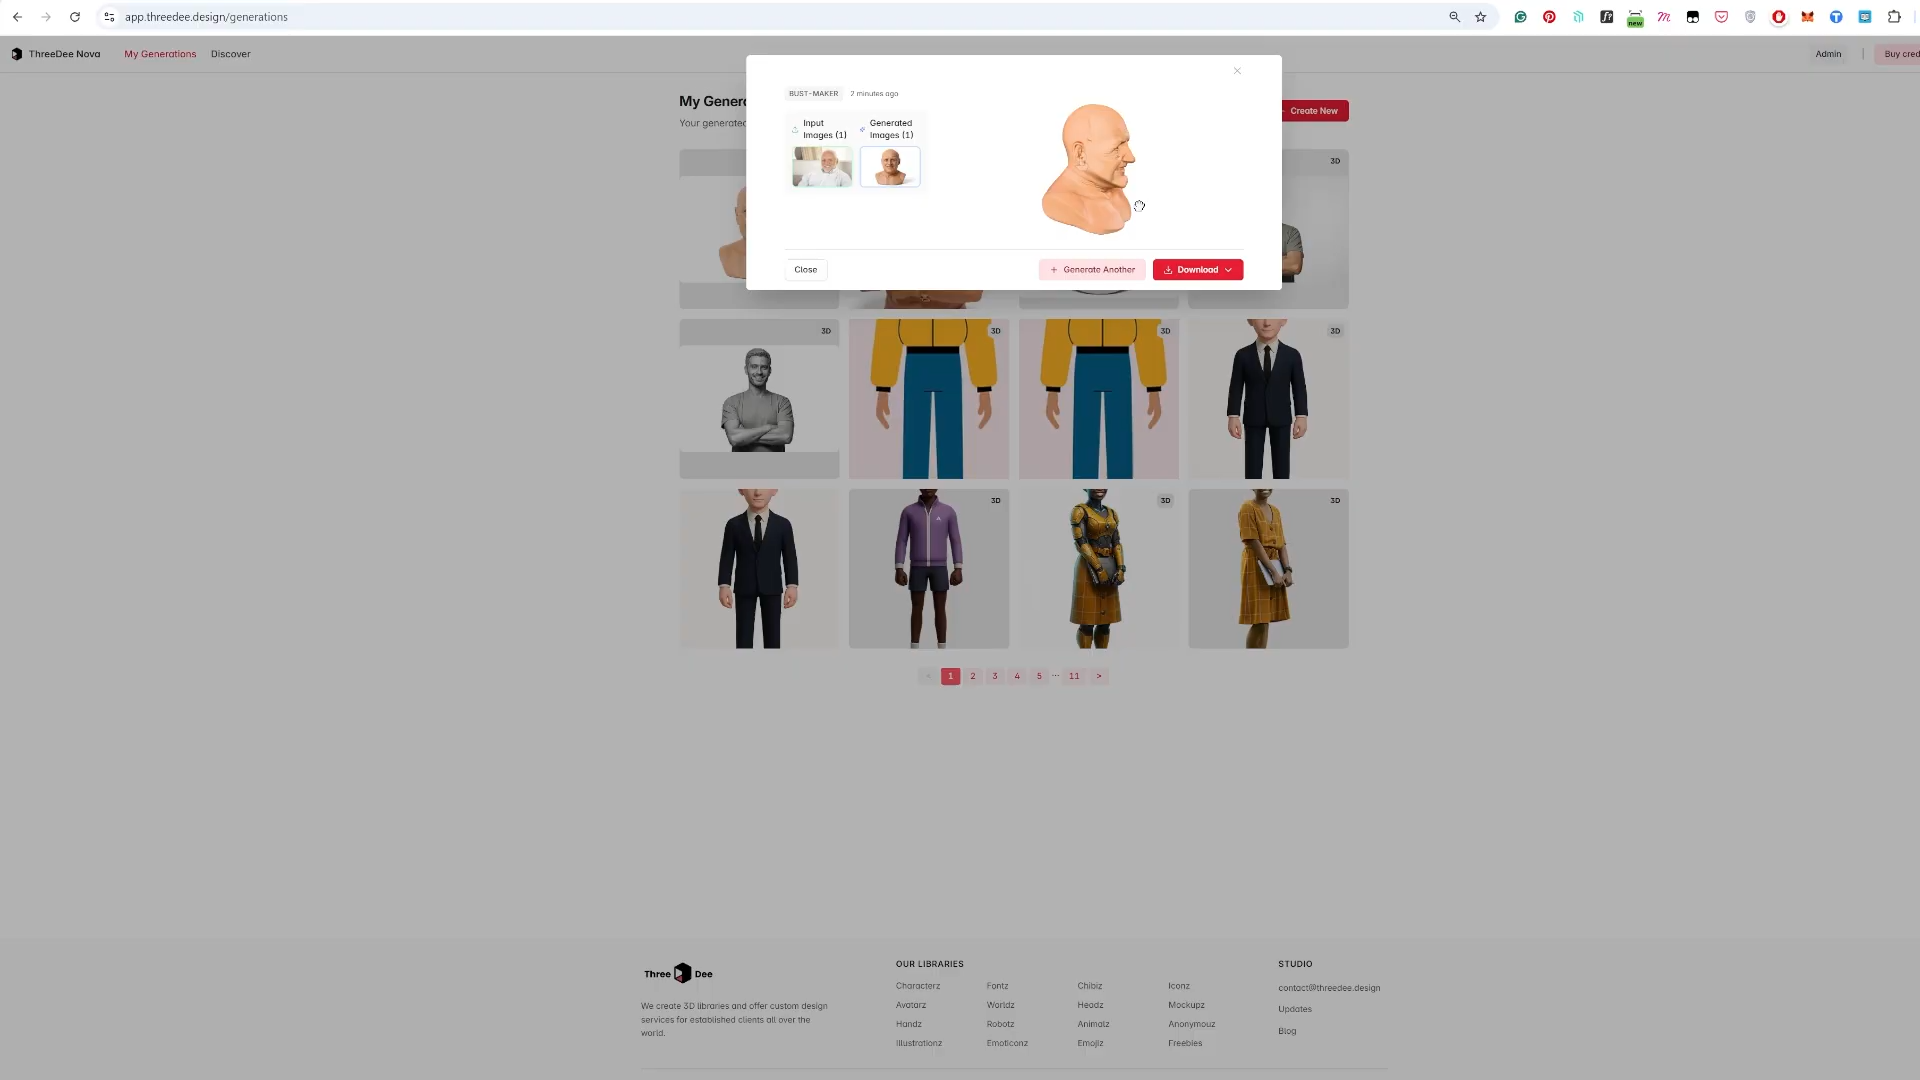 app.threedee.design/generations
new
ThreeDee Nova
My Generations
Discover
Admin
Buy cred
My Gener
Your generated
Create New
BUST-MAKER
2 minutes ago
Input
Images (1)
Generated
Images (1)
Close
Generate Another
Download
3D
3D
3D
3D
3D
3D
3D
3D
<
1
2
3
4
5
...
11
>
Three Dee
We create 3D libraries and offer custom design
services for established clients all over the
world.
OUR LIBRARIES
Characterz
Fontz
Chibiz
Iconz
Avatarz
Worldz
Headz
Mockupz
Handz
Robotz
Animalz
Anonymouz
Illustrationz
Emoticonz
Emojiz
Freebies
STUDIO
contact@threedee.design
Updates
Blog